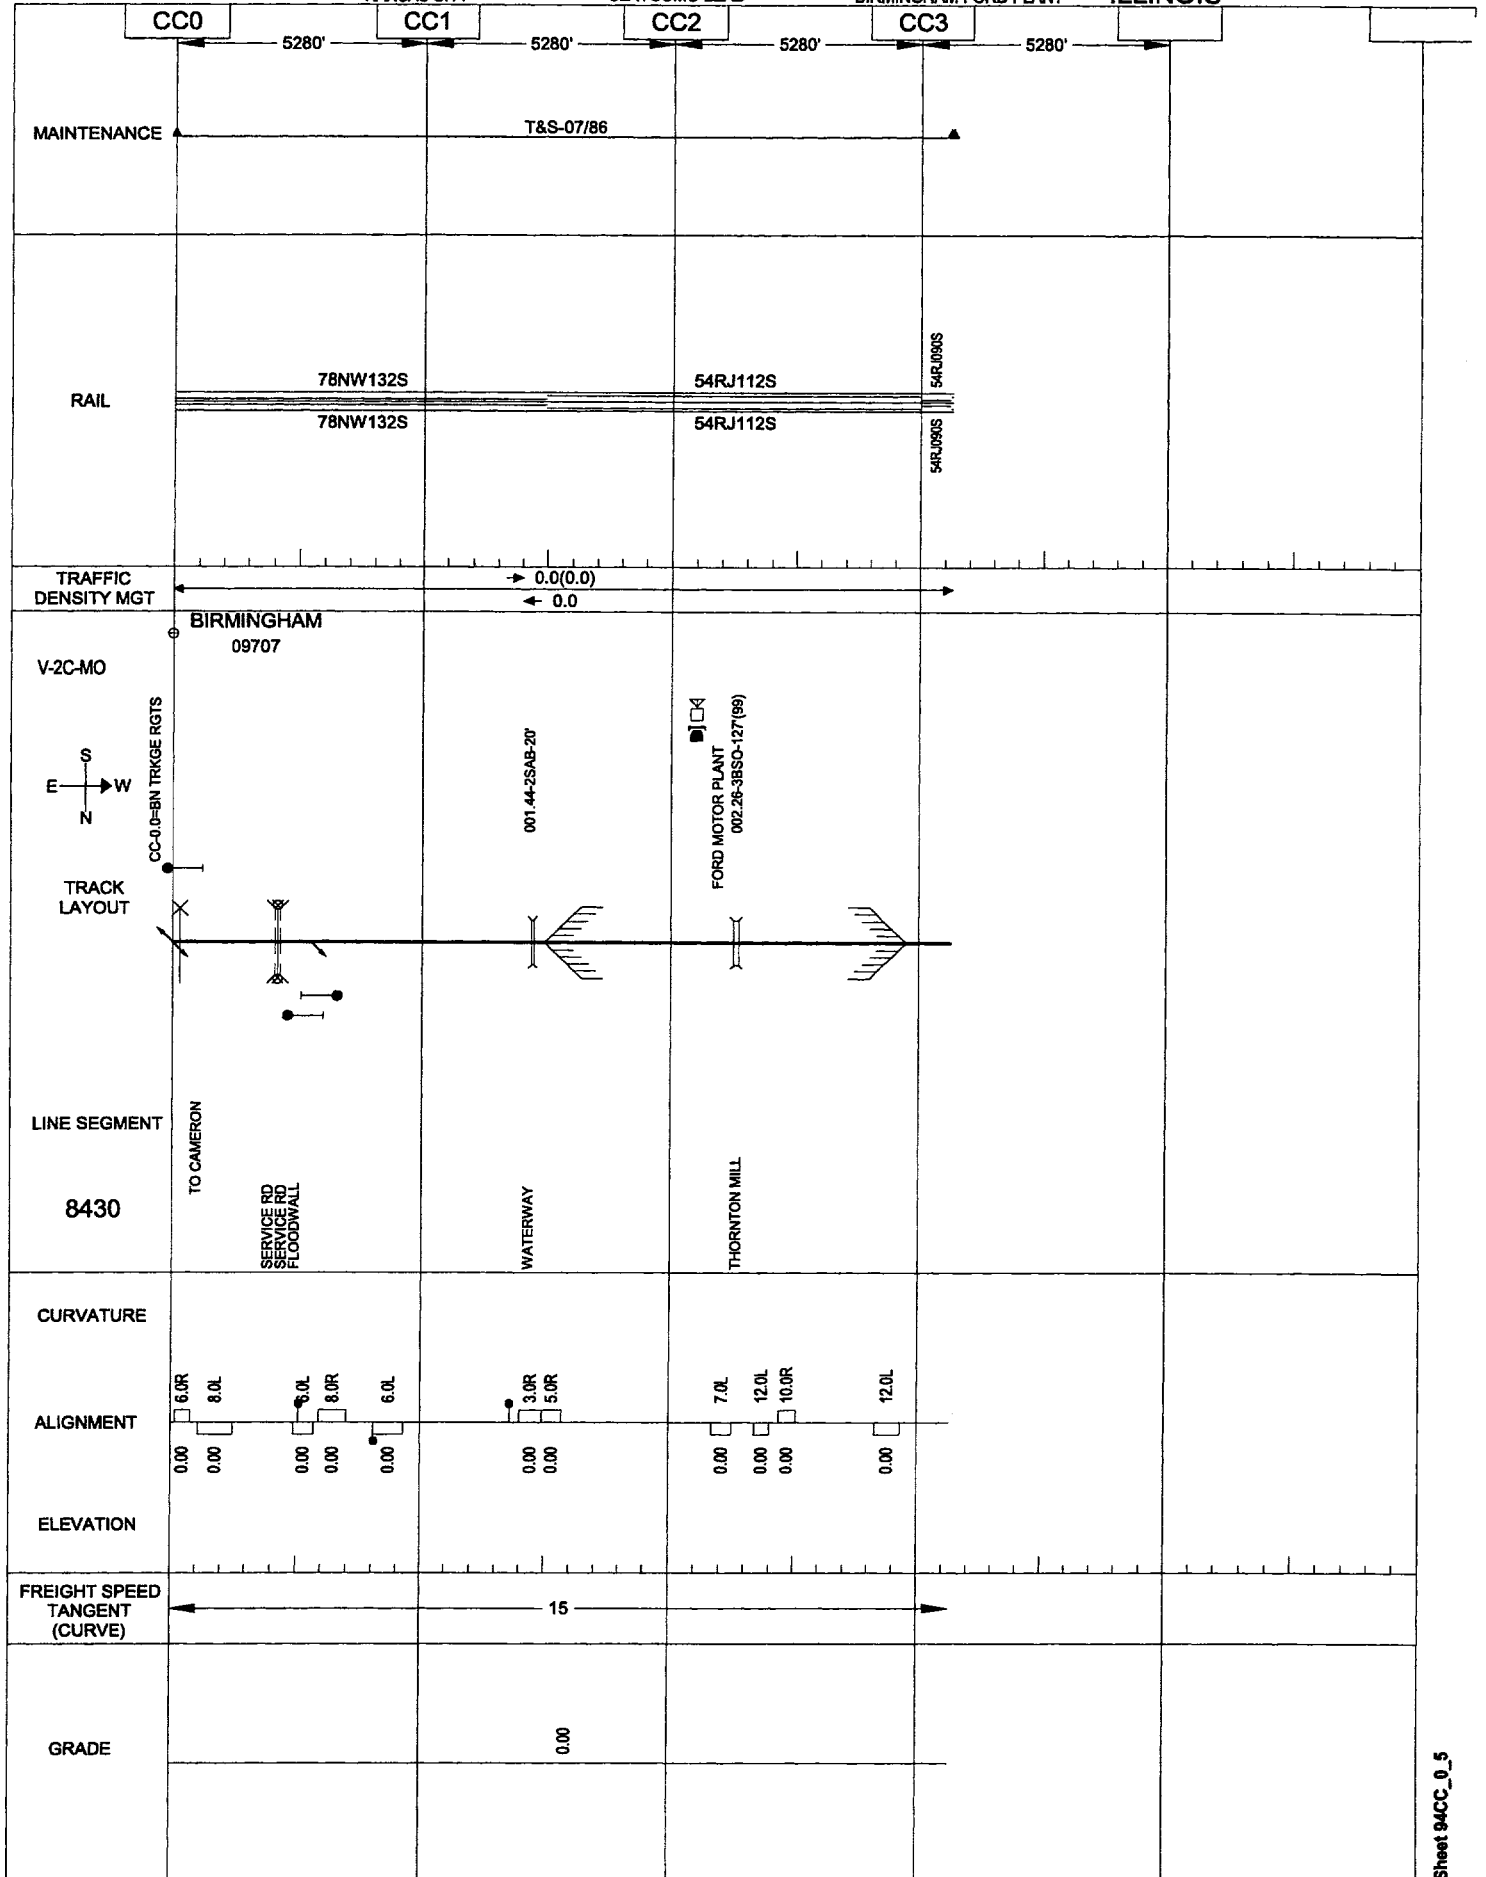 BIRMINGHAM FORD PLANT
ILLINOIS
CC0
CC1
CC2
CC3
5280'
5280'
5280'
5280'
MAINTENANCE
T&S-07/86
RAIL
78NW132S
78NW132S
54RJ112S
54RJ112S
54RJ090S
54RJ090S
TRAFFIC
DENSITY MGT
0.0(0.0)
0.0
BIRMINGHAM
09707
V-2C-MO
S
E
W
N
CC-0.0=BN TRKGE RGTS
001.44-2SAB-20'
FORD MOTOR PLANT
002.26-3BSO-127'(99)
TRACK
LAYOUT
LINE SEGMENT
8430
TO CAMERON
SERVICE RD
SERVICE RD
FLOODWALL
WATERWAY
THORNTON MILL
CURVATURE
6.0R
8.0L
6.0L
8.0R
6.0L
3.0R
5.0R
7.0L
12.0L
10.0R
12.0L
ALIGNMENT
0.00
0.00
0.00
0.00
0.00
0.00
0.00
0.00
0.00
0.00
0.00
ELEVATION
FREIGHT SPEED
TANGENT
(CURVE)
15
GRADE
0.00
Sheet 94CC_0_5